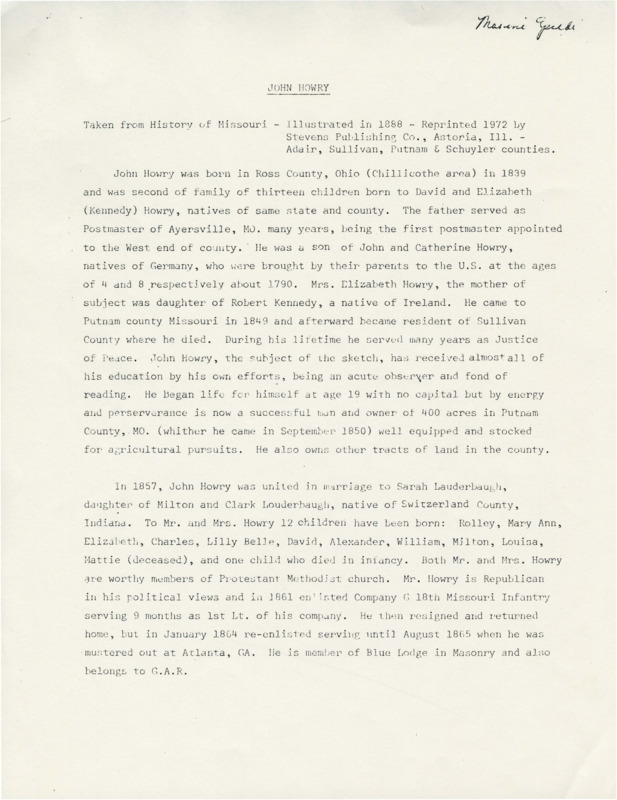 JOHN HOWRY
Taken from History of Missouri - Illustrated in 1888 - Reprinted 1972 by
Stevens Publishing Co., Astoria, Ill. -
Adair, Sullivan, Putnam & Schuyler counties.
John Howry was born in Ross County, Ohio (Chillicothe area) in 1839
and was second of family of thirteen children born to David and Elizabeth
(Kennedy) Howry, natives of same state and county. The father served as
Postmaster of Ayersville, MO. many years, being the first postmaster appointed
to the West end of county. He was a son of John and Catherine Howry,
natives of Germany, who were brought by their parents to the U.S. at the ages
of 4 and 8 respectively about 1790. Mrs. Elizabeth Howry, the mother of
subject was daughter of Robert Kennedy, a native of Ireland. He came to
Putnam county Missouri in 1849 and afterward became resident of Sullivan
County where he died. During his lifetime he served many years as Justice
of Peace. John Howry, the subject of the sketch, has received almost all of
his education by his own efforts, being an acute observer and fond of
reading. He began life for himself at age 19 with no capital but by energy
and perserverance is now a successful man and owner of 400 acres in Putnam
County, MO. (whither he came in September 1850) well equipped and stocked
for agricultural pursuits. He also owns other tracts of land in the county.
In 1857, John Howry was united in marriage to Sarah Lauderbaugh,
daughter of Milton and Clark Louderbaugh, native of Switzerland County,
Indiana. To Mr. and Mrs. Howry 12 children have been born: Rolley, Mary Ann,
Elizabeth, Charles, Lilly Belle, David, Alexander, William, Milton, Louisa,
Mattie (deceased), and one child who died in infancy. Both Mr. and Mrs. Howry
are worthy members of Protestant Methodist church. Mr. Howry is Republican
in his political views and in 1861 enlisted Company G 18th Missouri Infantry
serving 9 months as 1st Lt. of his company. He then resigned and returned
home, but in January 1864 re-enlisted serving until August 1865 when he was
mustered out at Atlanta, GA. He is member of Blue Lodge in Masonry and also
belongs to G.A.R.